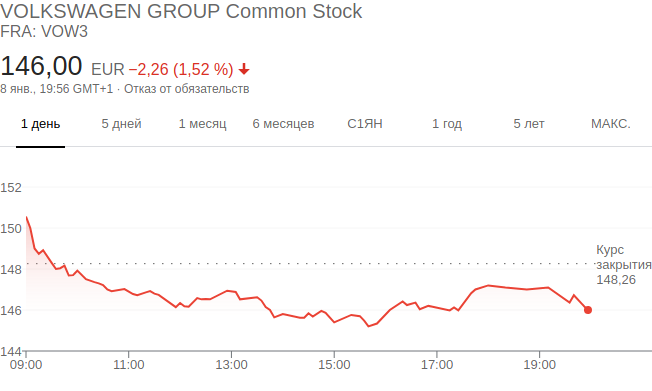 VOLKSWAGEN GROUP Common Stock
FRA: VOW3
146,00 EUR −2,26 (1,52 %)
8 янв., 19:56 GMT+1 · Отказ от обязательств
1 день 5 дней 1 месяц 6 месяцев С1ЯН 1 год 5 лет МАКС.
152
150
Курс
закрытия
148,26
148
146
144
09:00 11:00 13:00 15:00 17:00 19:00